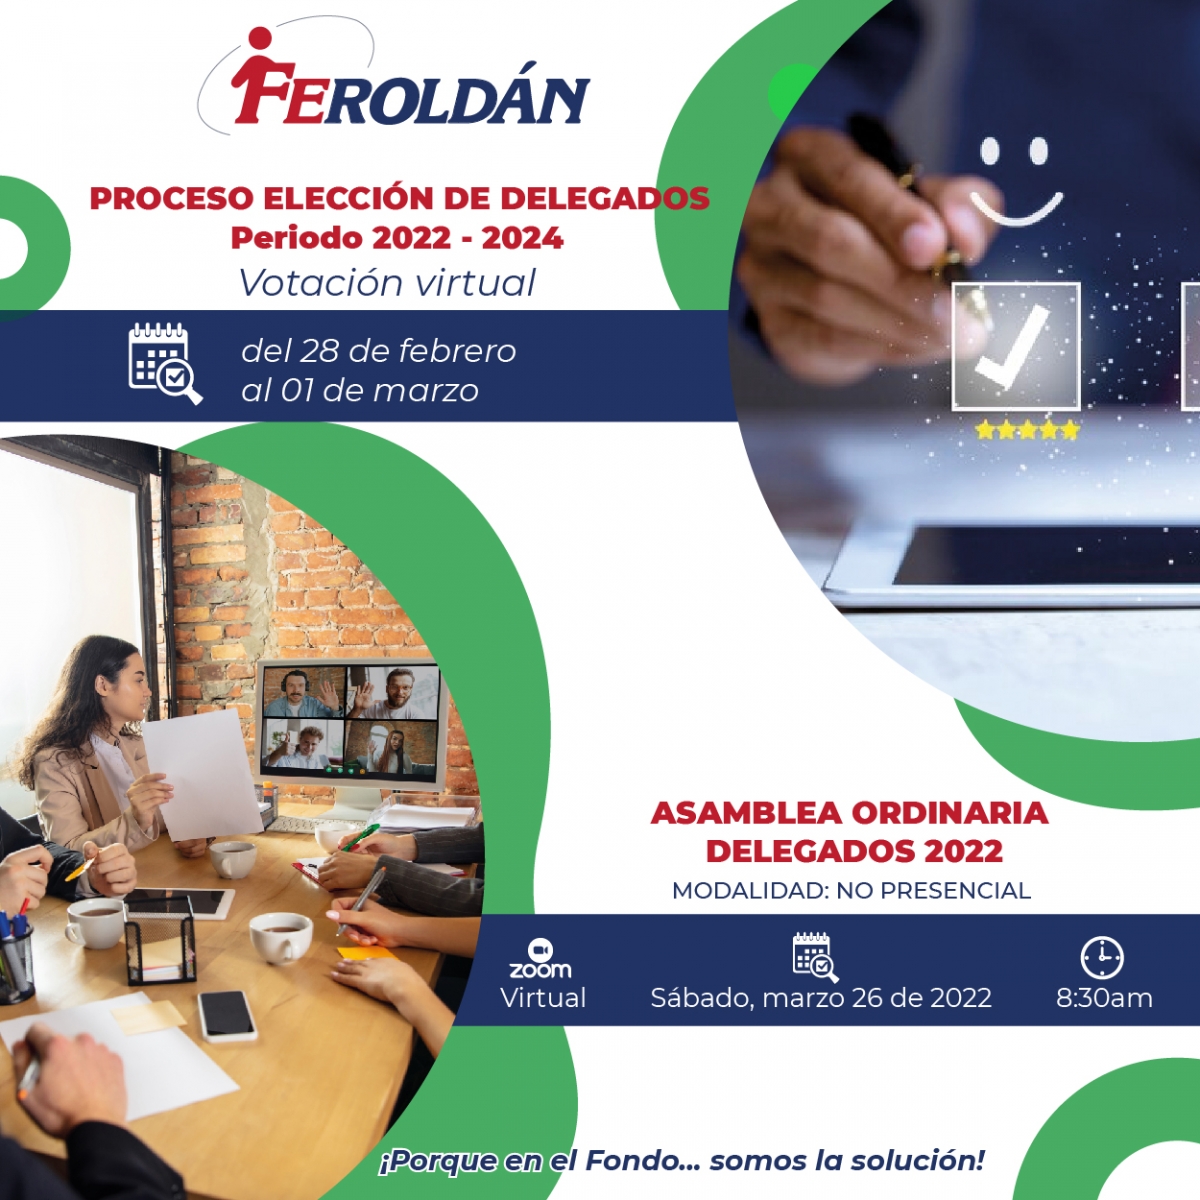 FEROLDÁN
PROCESO ELECCIÓN DE DELEGADOS
Periodo 2022 - 2024
Votación virtual
del 28 de febrero
al 01 de marzo
ASAMBLEA ORDINARIA
DELEGADOS 2022
MODALIDAD: NO PRESENCIAL
zoom
Virtual
Sábado, marzo 26 de 2022
8:30am
¡Porque en el Fondo... somos la solución!